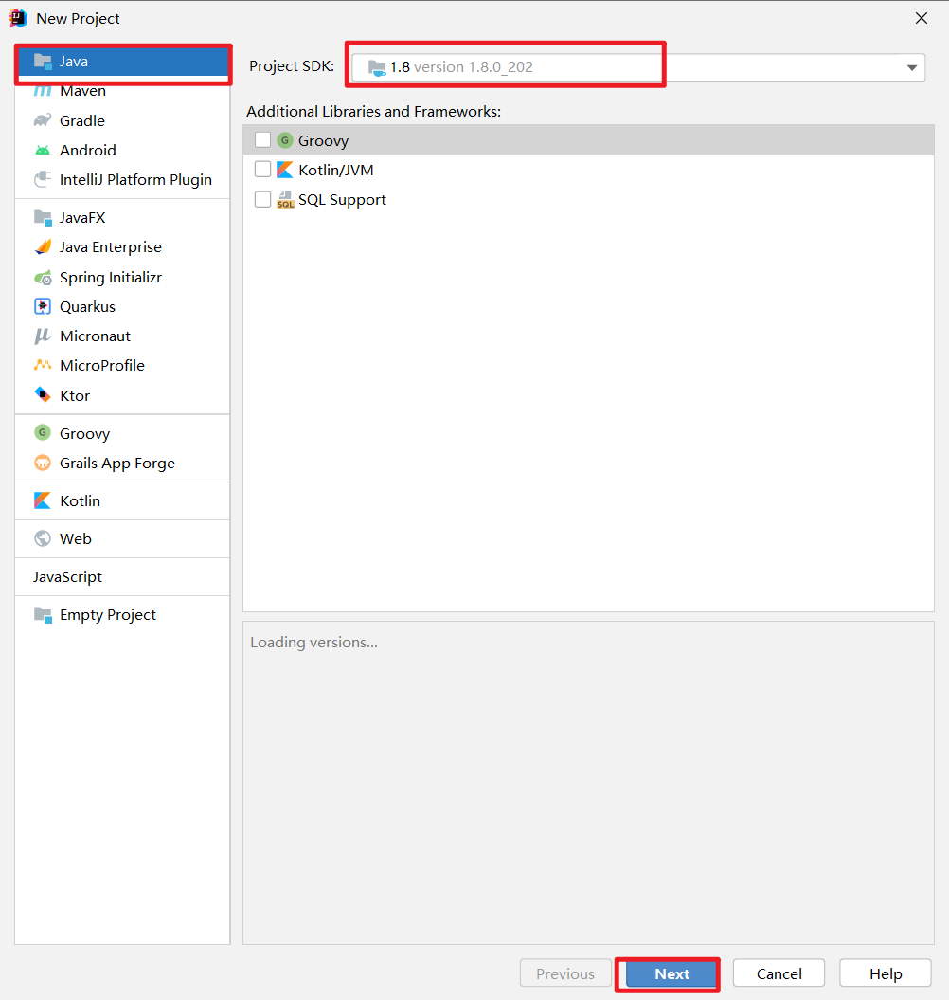 New Project
Java
Maven
Gradle
Android
IntelliJ Platform Plugin
JavaFX
Java Enterprise
Spring Initializr
Quarkus
Micronaut
MicroProfile
Ktor
Groovy
Grails App Forge
Kotlin
Web
JavaScript
Empty Project
Project SDK: 1.8 version 1.8.0_202
Additional Libraries and Frameworks:
Groovy
Kotlin/JVM
SQL Support
Loading versions...
Previous Next Cancel Help